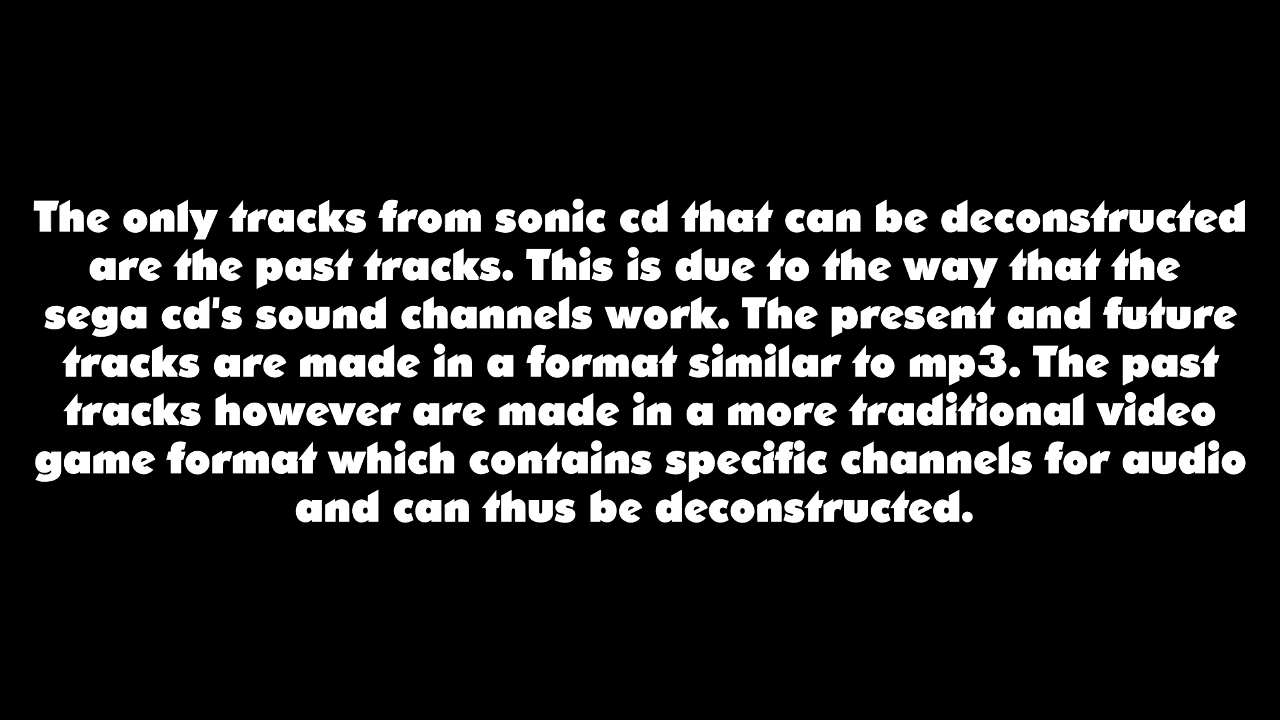 The only tracks from sonic cd that can be deconstructed
are the past tracks. This is due to the way that the
sega cd's sound channels work. The present and future
tracks are made in a format similar to mp3. The past
tracks however are made in a more traditional video
game format which contains specific channels for audio
and can thus be deconstructed.